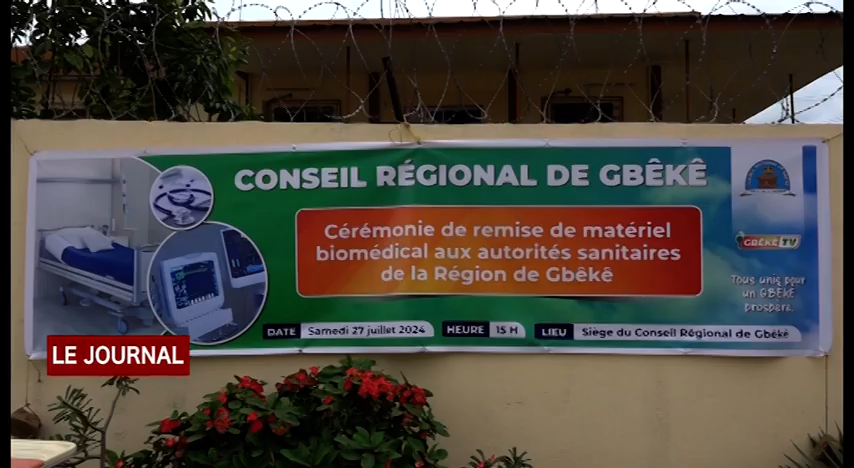 CONSEIL RÉGIONAL DE GBÊKÊ
Cérémonie de remise de matériel
biomédical aux autorités sanitaires
de la Région de Gbêkê
GBÊKÊ TV
Tous unis pour
un GBÊKÊ
prospère.
DATE Samedi 27 juillet 2024 HEURE 15 H LIEU Siège du Conseil Régional de Gbêkê
LE JOURNAL